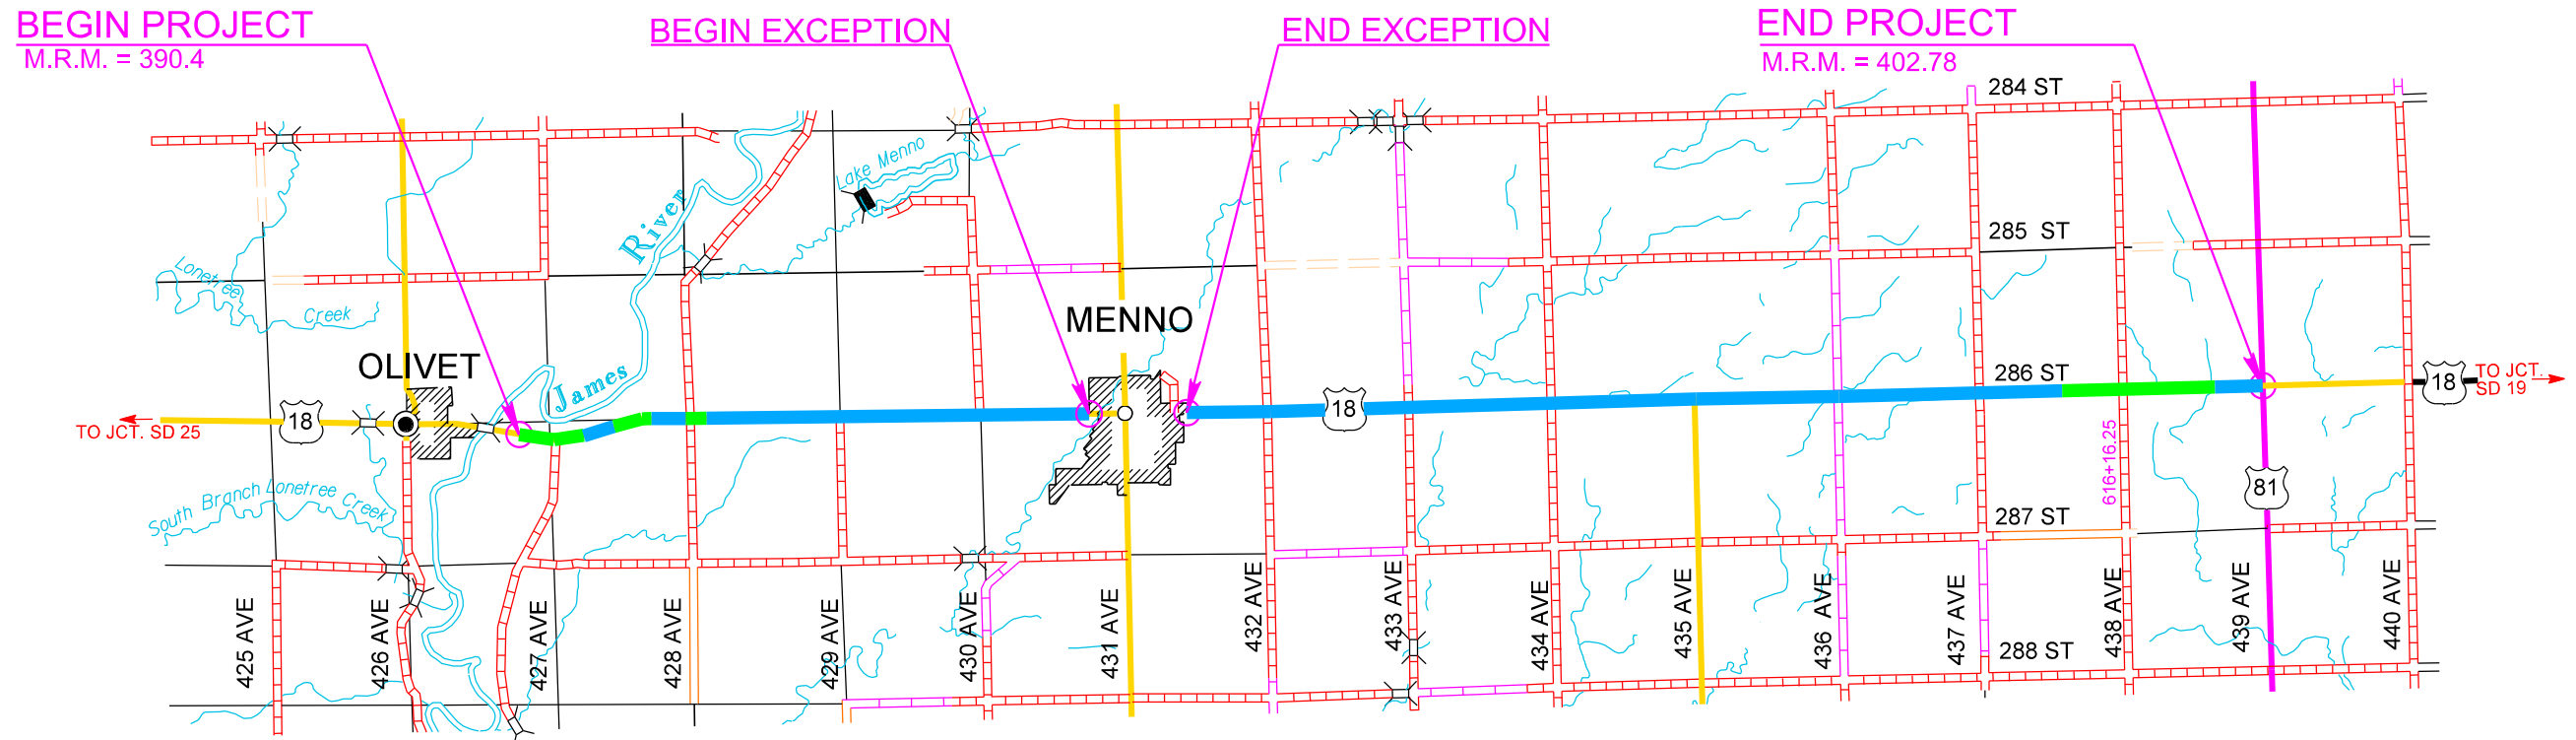 BEGIN PROJECT
M.R.M. = 390.4
BEGIN EXCEPTION
END EXCEPTION
END PROJECT
M.R.M. = 402.78
284 ST
Lake Menno
River
285 ST
Lonetree
Creek
MENNO
OLIVET
James
286 ST
18
TO JCT. SD 25
18
18
TO JCT.
SD 19
616+16.25
81
South Branch Lonetree Creek
287 ST
425 AVE
426 AVE
427 AVE
428 AVE
429 AVE
430 AVE
431 AVE
432 AVE
433 AVE
434 AVE
435 AVE
436 AVE
437 AVE
438 AVE
439 AVE
440 AVE
288 ST